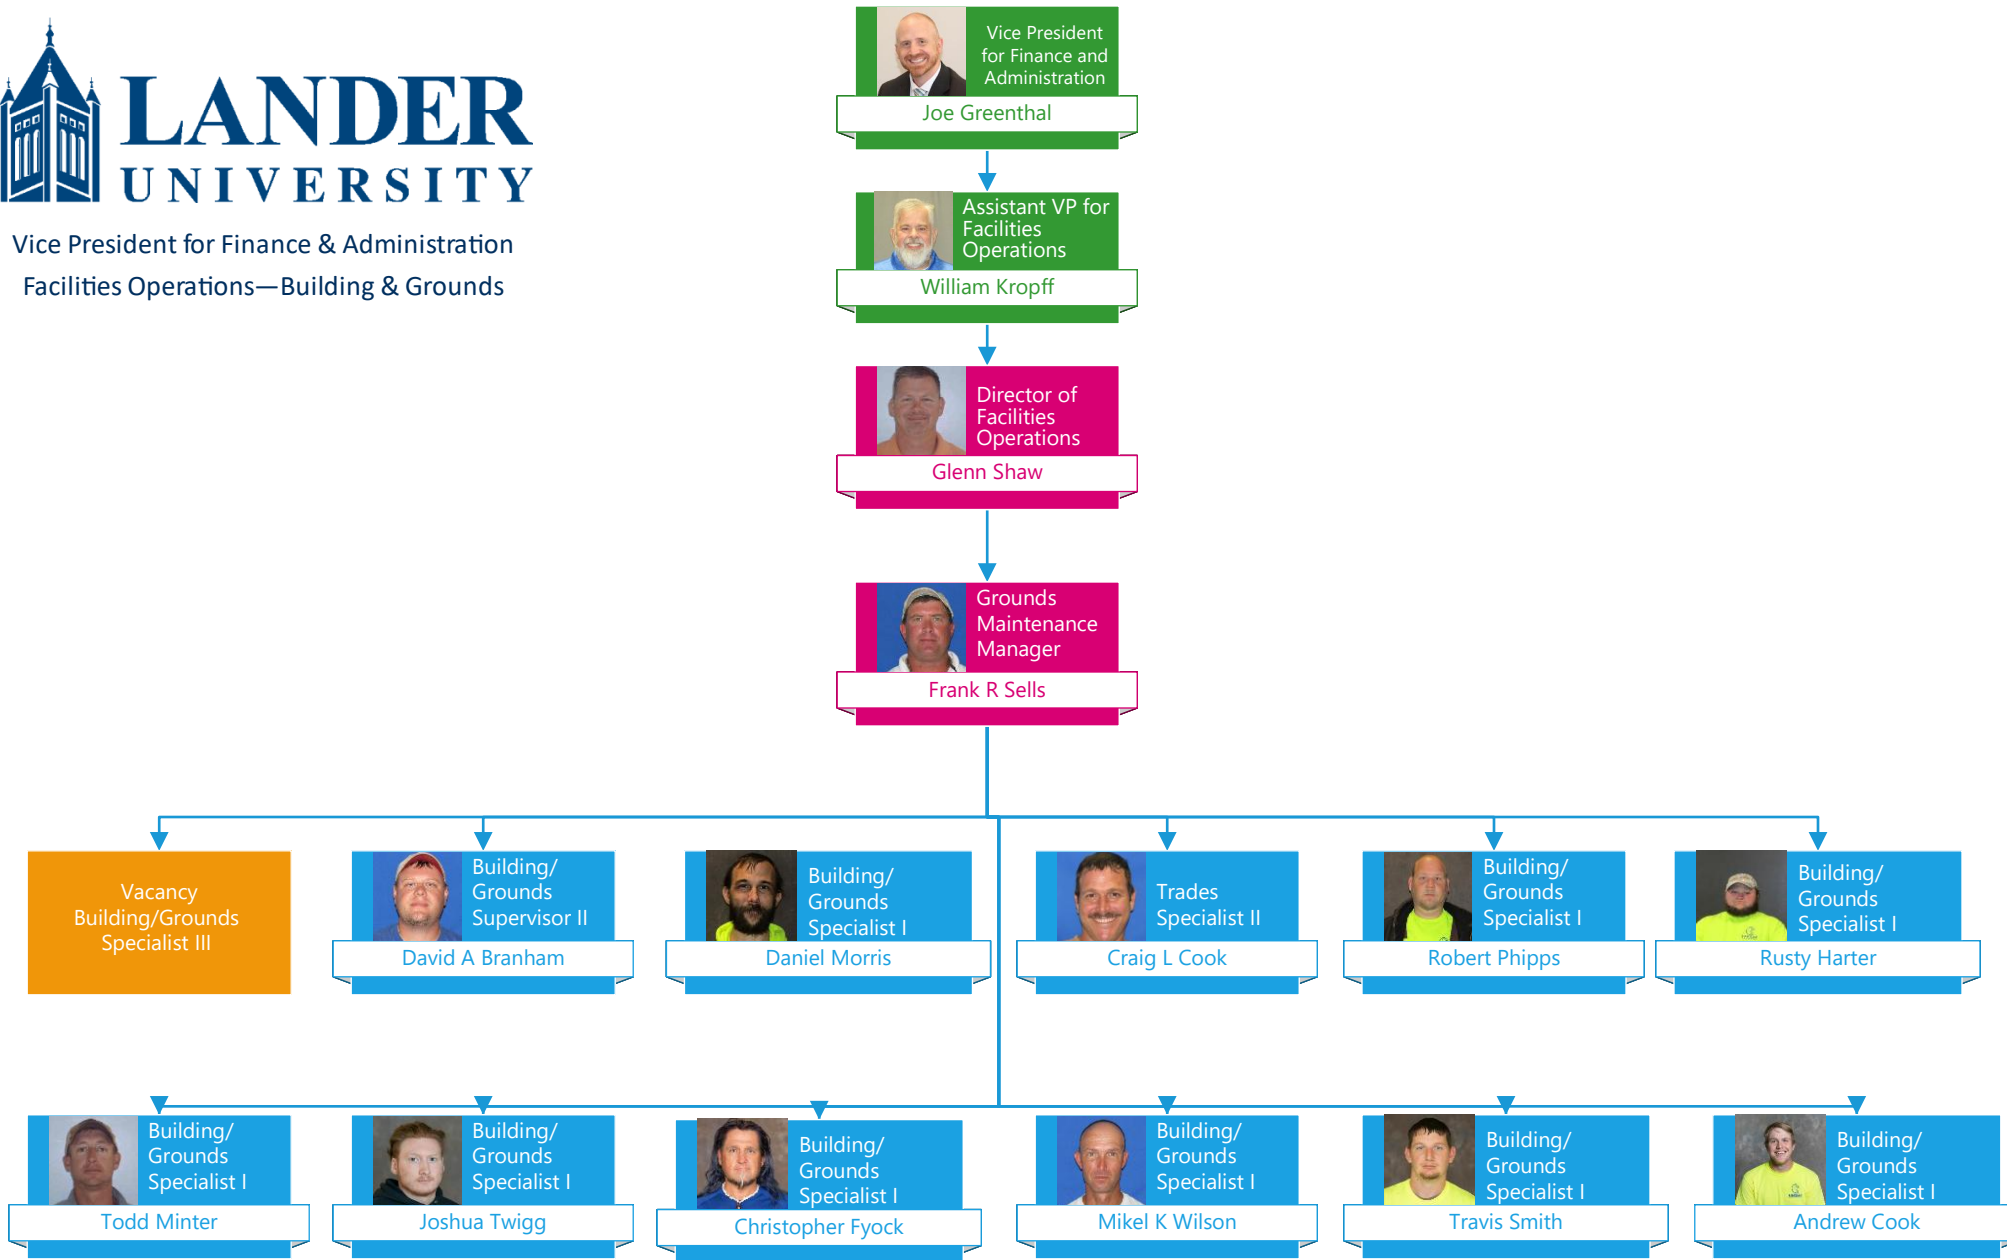 LANDER
UNIVERSITY
Vice President for Finance & Administration
Facilities Operations—Building & Grounds
Vice President
for Finance and
Administration
Joe Greenthal
Assistant VP for
Facilities
Operations
William Kropff
Director of
Facilities
Operations
Glenn Shaw
Grounds
Maintenance
Manager
Frank R Sells
Vacancy
Building/Grounds
Specialist III
Building/
Grounds
Supervisor II
David A Branham
Building/
Grounds
Specialist I
Daniel Morris
Trades
Specialist II
Craig L Cook
Building/
Grounds
Specialist I
Robert Phipps
Building/
Grounds
Specialist I
Rusty Harter
Building/
Grounds
Specialist I
Todd Minter
Building/
Grounds
Specialist I
Joshua Twigg
Building/
Grounds
Specialist I
Christopher Fyock
Building/
Grounds
Specialist I
Mikel K Wilson
Building/
Grounds
Specialist I
Travis Smith
Building/
Grounds
Specialist I
Andrew Cook